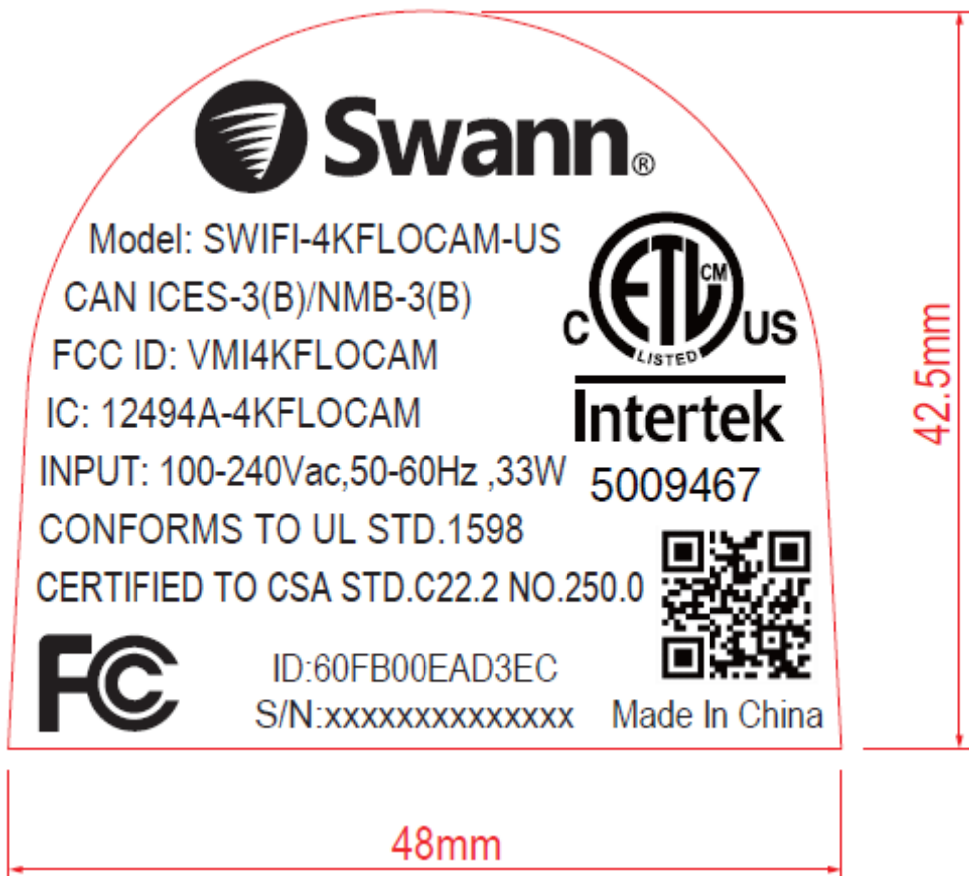 Swann®
Model: SWIFI-4KFLOCAM-US
CAN ICES-3(B)/NMB-3(B)
FCC ID: VMI4KFLOCAM
IC: 12494A-4KFLOCAM
INPUT: 100-240Vac,50-60Hz ,33W
CONFORMS TO UL STD.1598
CERTIFIED TO CSA STD.C22.2 NO.250.0
C ETL CM US
LISTED
Intertek
5009467
FC
ID:60FB00EAD3EC
S/N:xxxxxxxxxxxxxx
Made In China
42.5mm
48mm